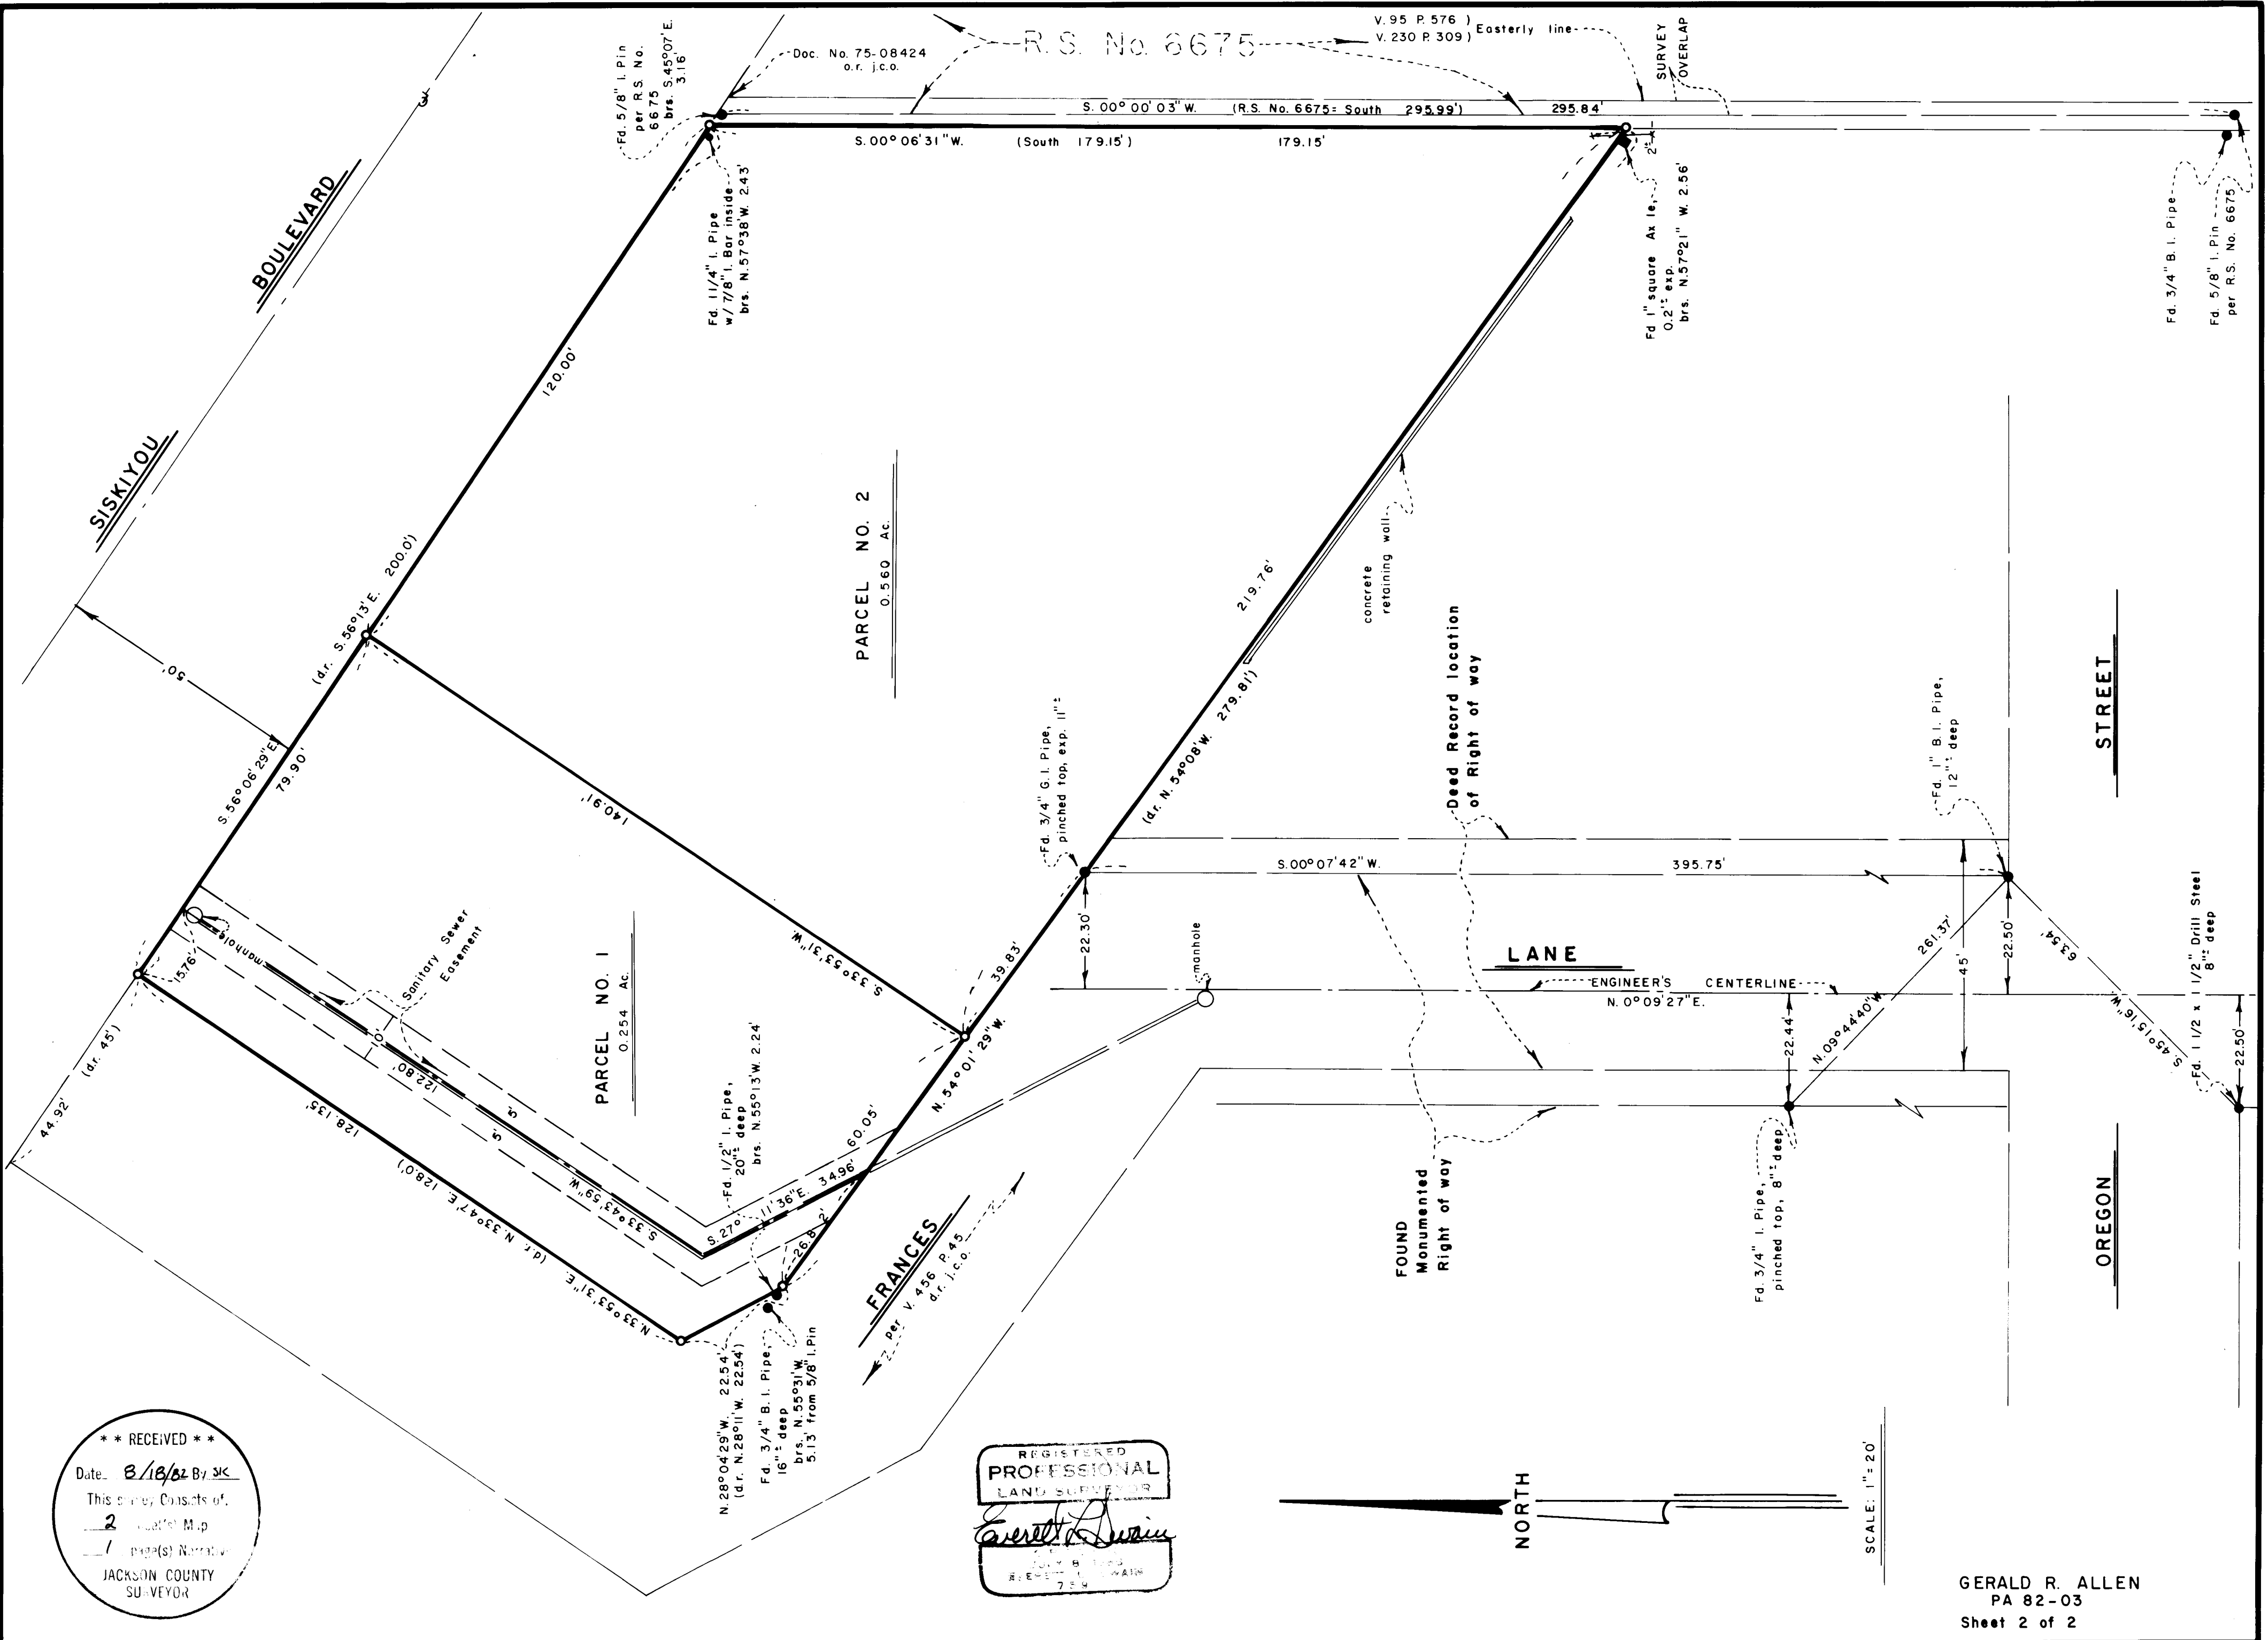 BOULEVARD
SISKIYOU
Fd. 5/8" I. Pin
per R.S. No.
6675
brs. S.45°07'E.
3.16'
Doc. No. 75-08424
o.r. j.c.o.
R.S. No. 6675
V. 95 P. 576 )
V. 230 P. 309 )
Easterly line
SURVEY
OVERLAP
S. 00° 00' 03" W. (R.S. No. 6675= South 295.99') 295.84'
S. 00° 06' 31" W. (South 179.15') 179.15'
Fd. 1 1/4" I. Pipe
w/ 7/8" I. Bar inside
brs. N.57°38'W. 2.43'
2"±
Fd 1" square Axle,
0.2'± exp.
brs. N.57°21" W. 2.56'
Fd. 3/4" B. I. Pipe
Fd. 5/8" I. Pin
per R.S. No. 6675
120.00'
(d.r. S.56°13'E. 200.0')
50'
S.56°06'29"E.
79.90'
PARCEL NO. 2
0.560 Ac.
140.91'
S.33°53'31"W.
219.76'
(d.r. N.54°08'W. 279.81')
concrete
retaining wall
Fd. 3/4" G. I. Pipe,
pinched top, exp. 11"±
Deed Record location
of Right of way
Fd. 1" B. I. Pipe,
12"± deep
STREET
S.00°07'42"W. 395.75'
22.30'
39.83'
manhole
LANE
ENGINEER'S CENTERLINE
N. 0°09'27"E.
45'
22.50'
261.37'
N.09°44'40"W.
22.44'
63.54'
S.45°15'16"W.
Fd. 1 1/2 x 1 1/2" Drill Steel
8"± deep
22.50'
15.76'
manhole
Sanitary Sewer
Easement
PARCEL NO. 1
0.254 Ac.
(d.r. 45')
44.92'
122.80'
5'
5'
S.33°43'59"W.
128.135'
(d.r. N.33°47'E. 128.0')
N.33°53'31"E.
Fd. 1/2" I. Pipe,
20"± deep
brs. N.55°13'W. 2.24'
S.27°11'36"E. 34.96'
60.05'
N.54°01'29"W.
26.82'
N.28°04'29"W. 22.54'
(d.r. N.28°11'W. 22.54')
Fd. 3/4" B. I. Pipe,
16"± deep
brs. N.55°31'W.
5.13' from 5/8" I. Pin
FRANCES
per V. 456 P. 45
d.r. j.c.o.
FOUND
Monumented
Right of way
Fd. 3/4" I. Pipe,
pinched top, 8"± deep
OREGON
* * RECEIVED * *
Date 8/18/82 By SK
This survey Consists of.
2 Map
1 page(s) Narrative
JACKSON COUNTY
SURVEYOR
REGISTERED
PROFESSIONAL
LAND SURVEYOR
Everett L Swain
NORTH
SCALE: 1" = 20'
GERALD R. ALLEN
PA 82-03
Sheet 2 of 2